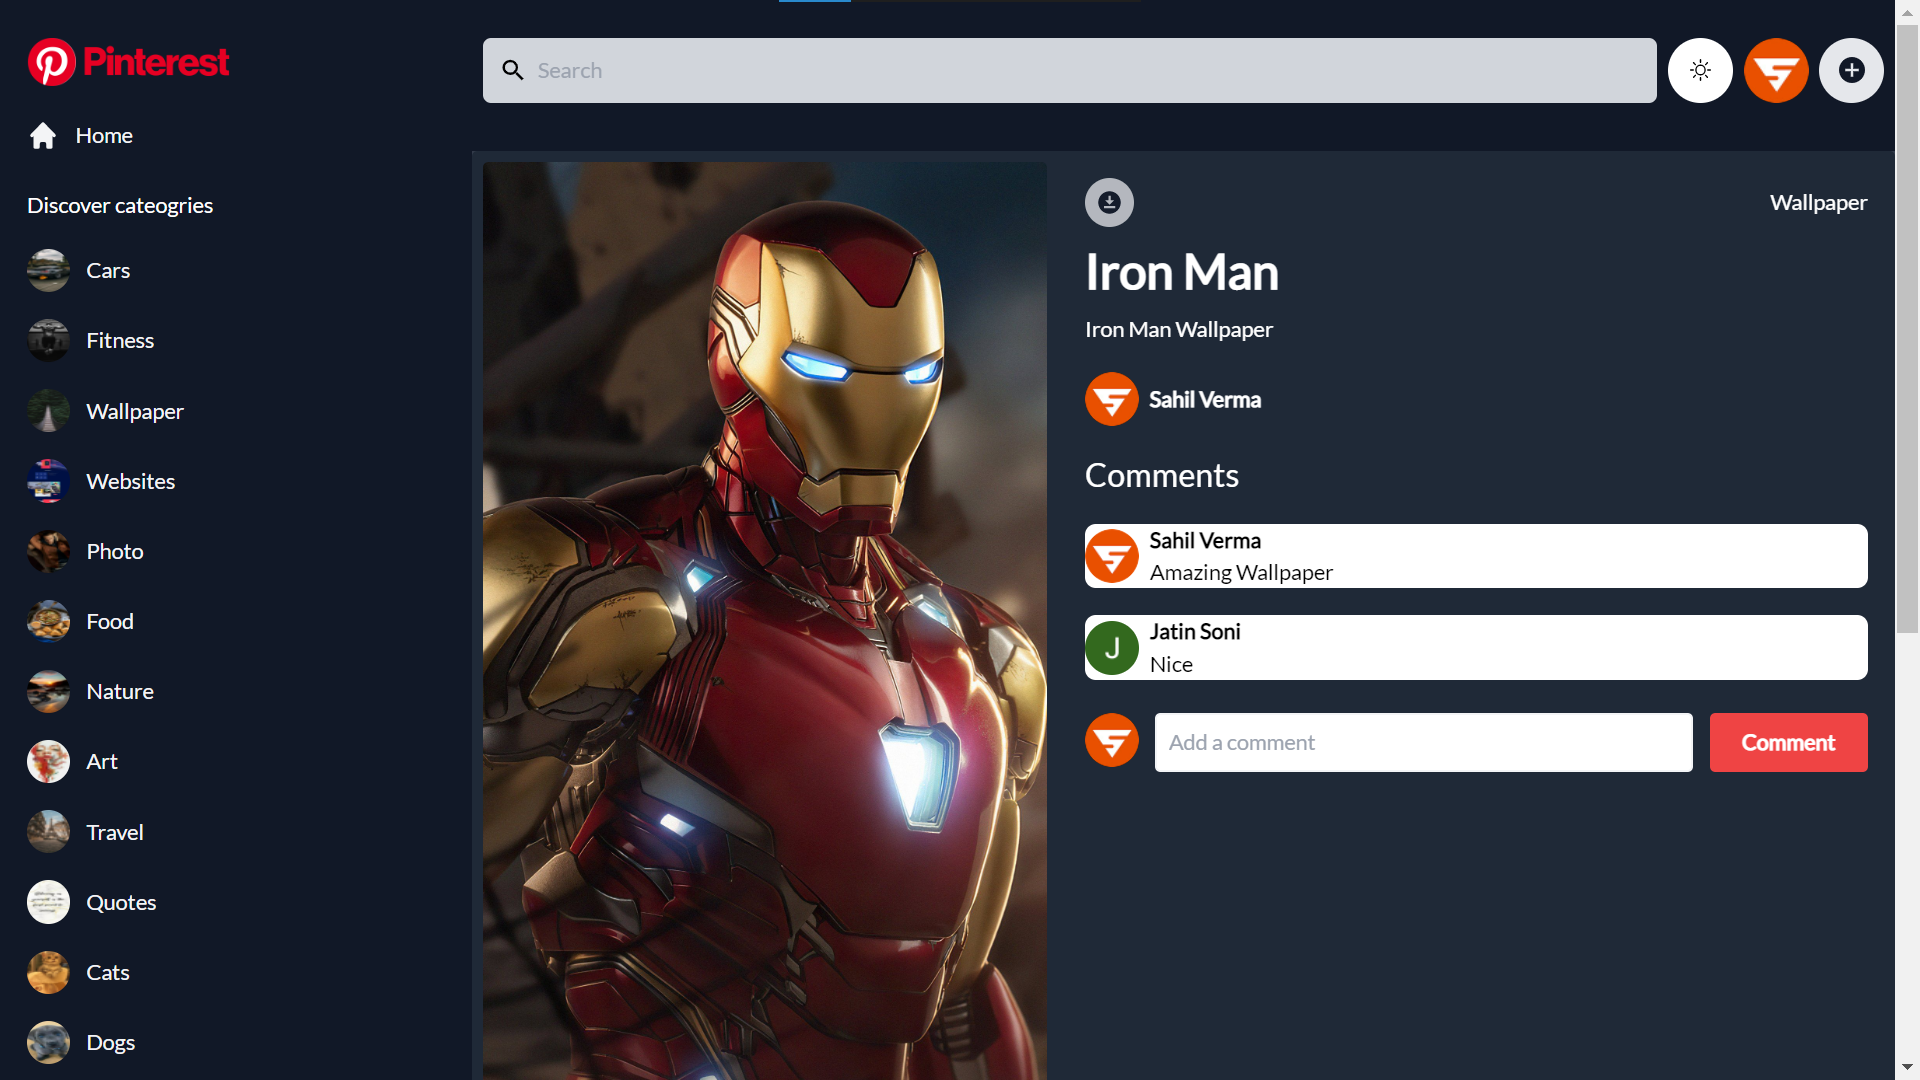 Pinterest
Search
Home
Discover cateogries
Cars
Fitness
Wallpaper
Websites
Photo
Food
Nature
Art
Travel
Quotes
Cats
Dogs
Wallpaper
Iron Man
Iron Man Wallpaper
Sahil Verma
Comments
Sahil Verma
Amazing Wallpaper
J
Jatin Soni
Nice
Add a comment
Comment